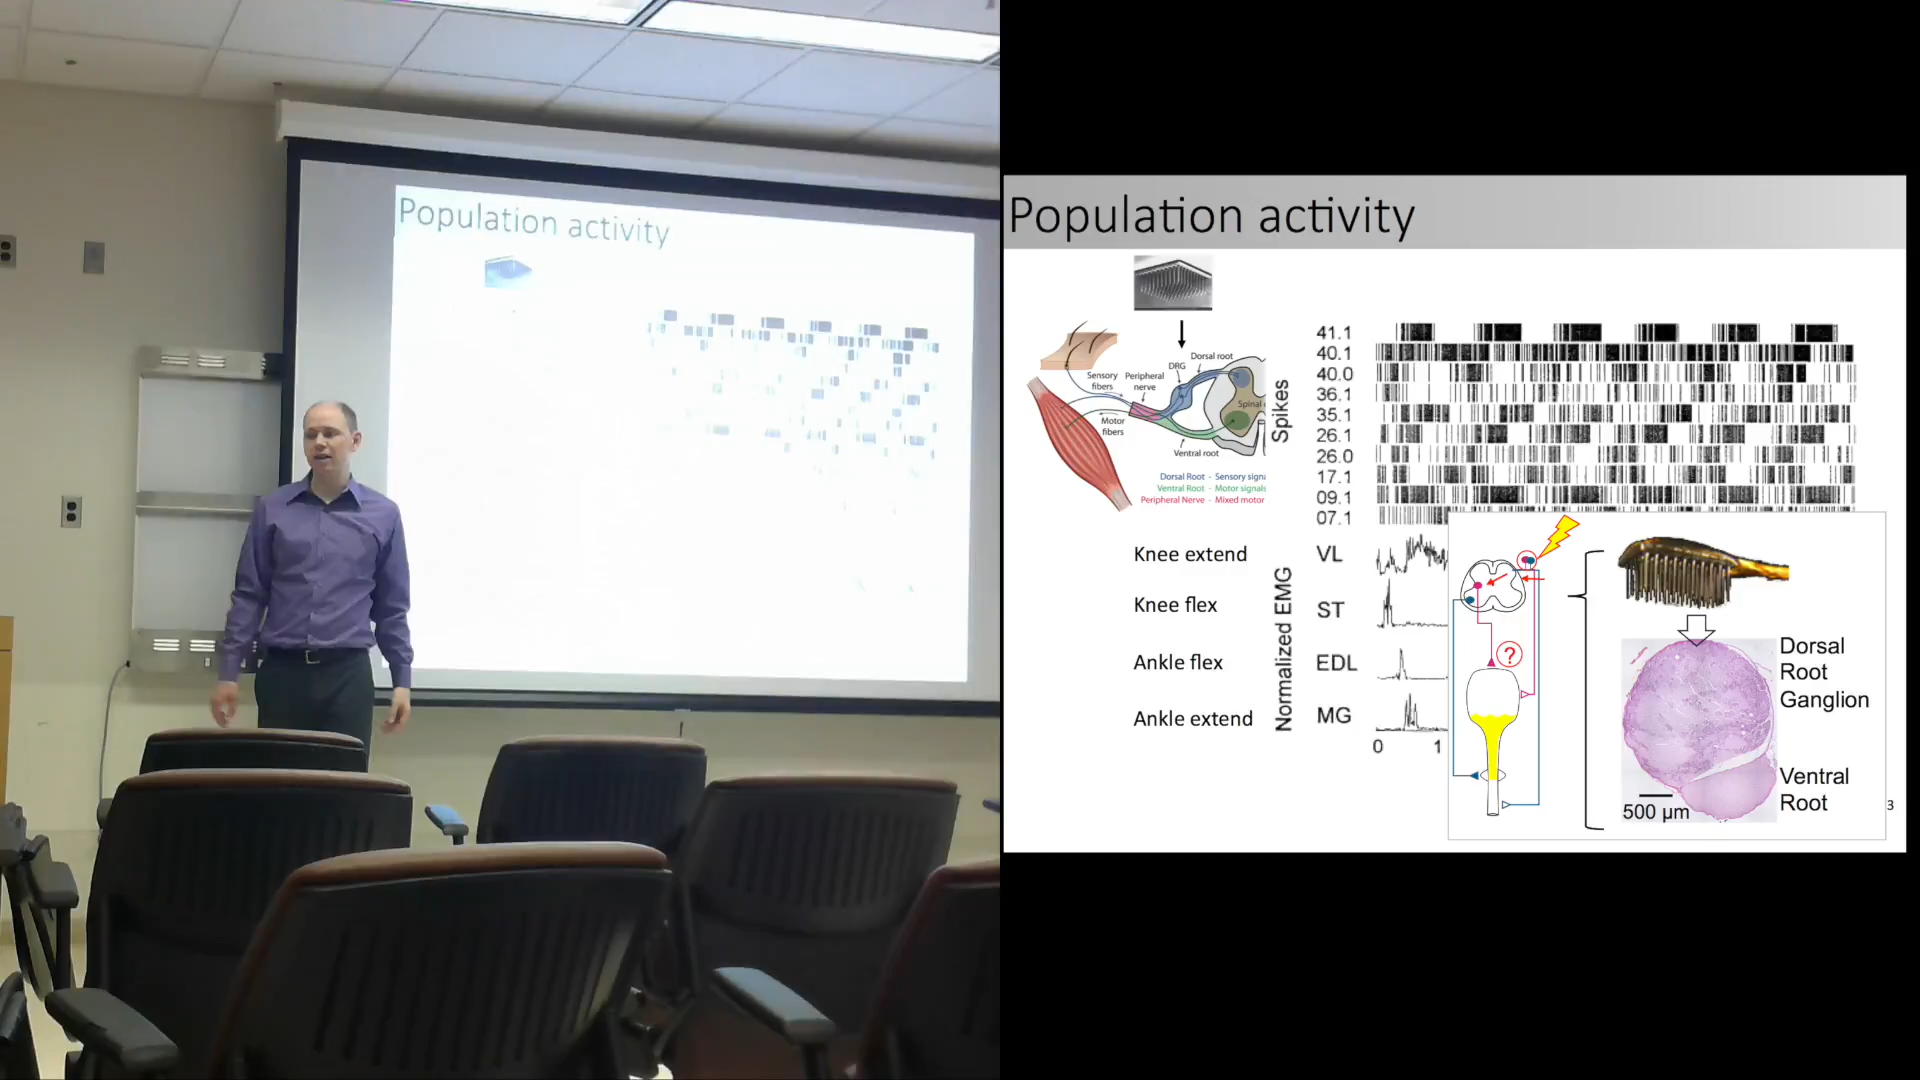 Population activity
Population activity
Dorsal root
DRG
Sensory
fibers
Peripheral
nerve
Spinal
Motor
fibers
Ventral root
Dorsal Root - Sensory signa
Ventral Root - Motor signals
Peripheral Nerve - Mixed motor
Spikes
41.1
40.1
40.0
36.1
35.1
26.1
26.0
17.1
09.1
07.1
Knee extend
Knee flex
Ankle flex
Ankle extend
Normalized EMG
VL
ST
EDL
MG
0 1
?
Dorsal
Root
Ganglion
Ventral
Root
500 µm
3